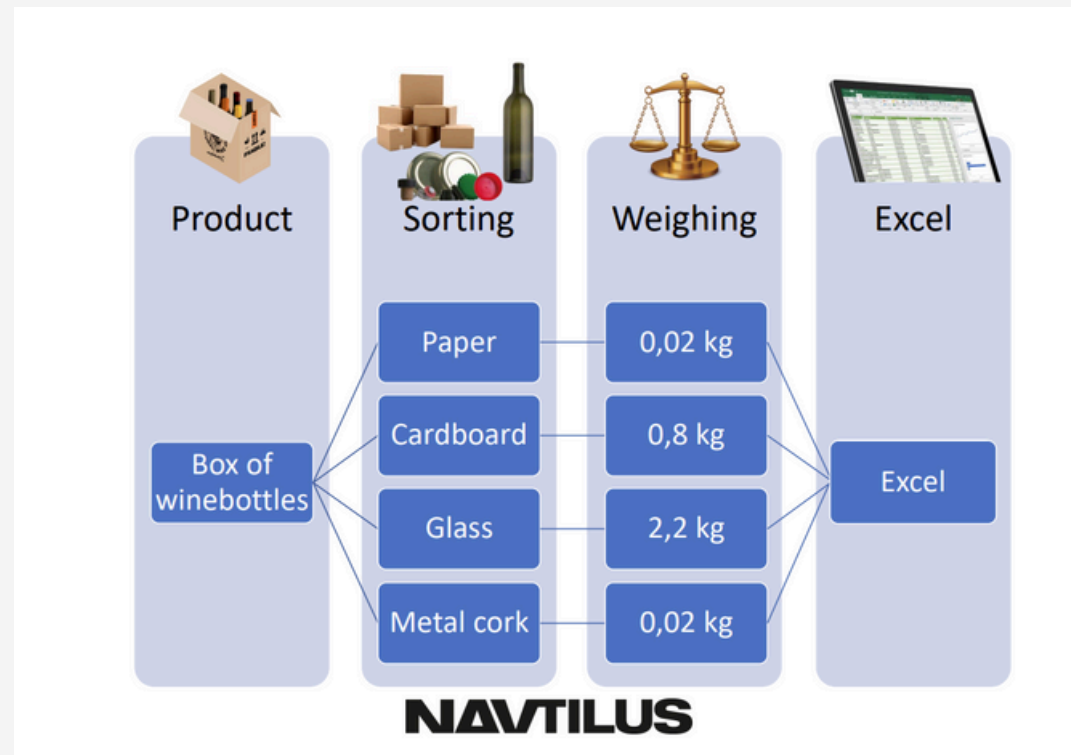 Product
Sorting
Weighing
Excel
Box of
winebottles
Paper
0,02 kg
Cardboard
0,8 kg
Glass
2,2 kg
Metal cork
0,02 kg
Excel
NAVTILUS